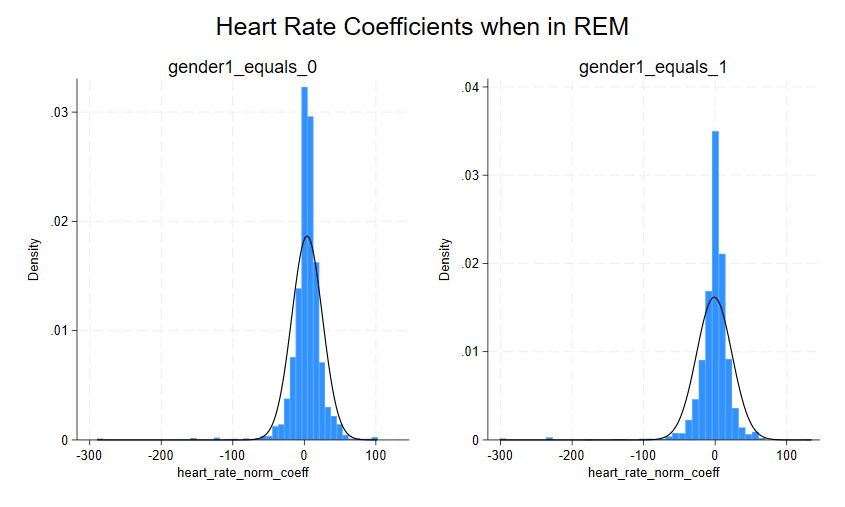 Heart Rate Coefficients when in REM
gender1_equals_0
Density
.03
.02
.01
0
-300 -200 -100 0 100
heart_rate_norm_coeff
gender1_equals_1
Density
.04
.03
.02
.01
0
-300 -200 -100 0 100
heart_rate_norm_coeff